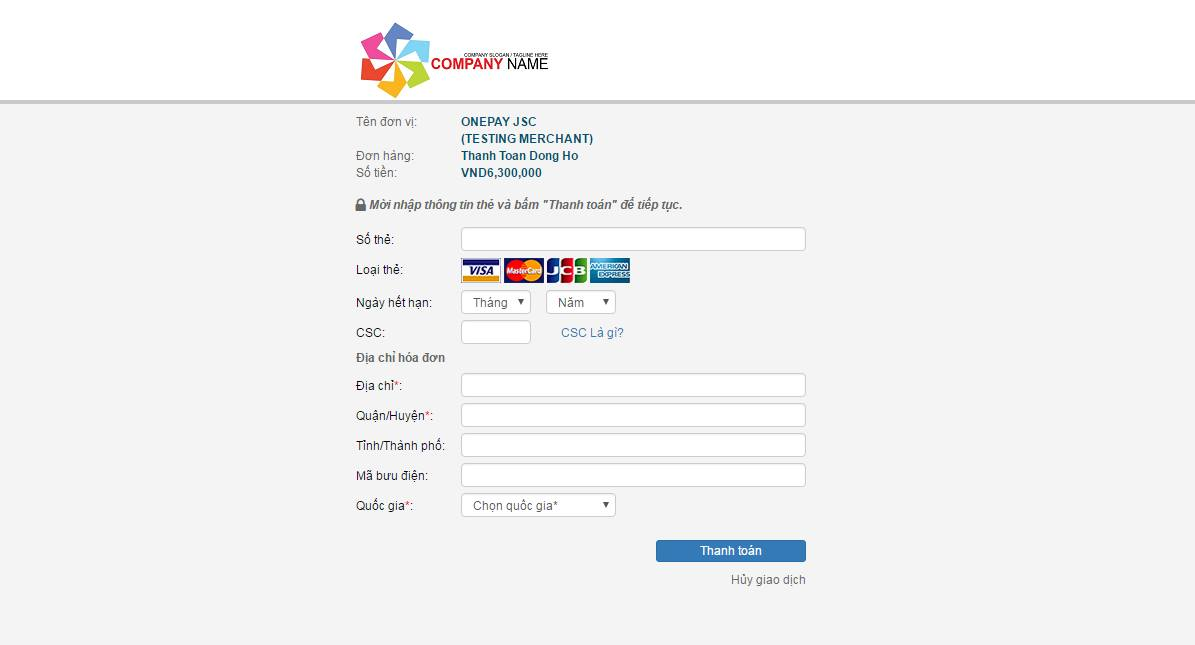 COMPANY SLOGAN / TAGLINE HERE
COMPANY NAME
Tên đơn vị: ONEPAY JSC
(TESTING MERCHANT)
Đơn hàng: Thanh Toan Dong Ho
Số tiền: VND6,300,000
Mời nhập thông tin thẻ và bấm "Thanh toán" để tiếp tục.
Số thẻ:
Loại thẻ: VISA MasterCard JCB AMERICAN EXPRESS
Ngày hết hạn: Tháng Năm
CSC: CSC Là gì?
Địa chỉ hóa đơn
Địa chỉ*:
Quận/Huyện*:
Tỉnh/Thành phố:
Mã bưu điện:
Quốc gia*: Chọn quốc gia*
Thanh toán
Hủy giao dịch